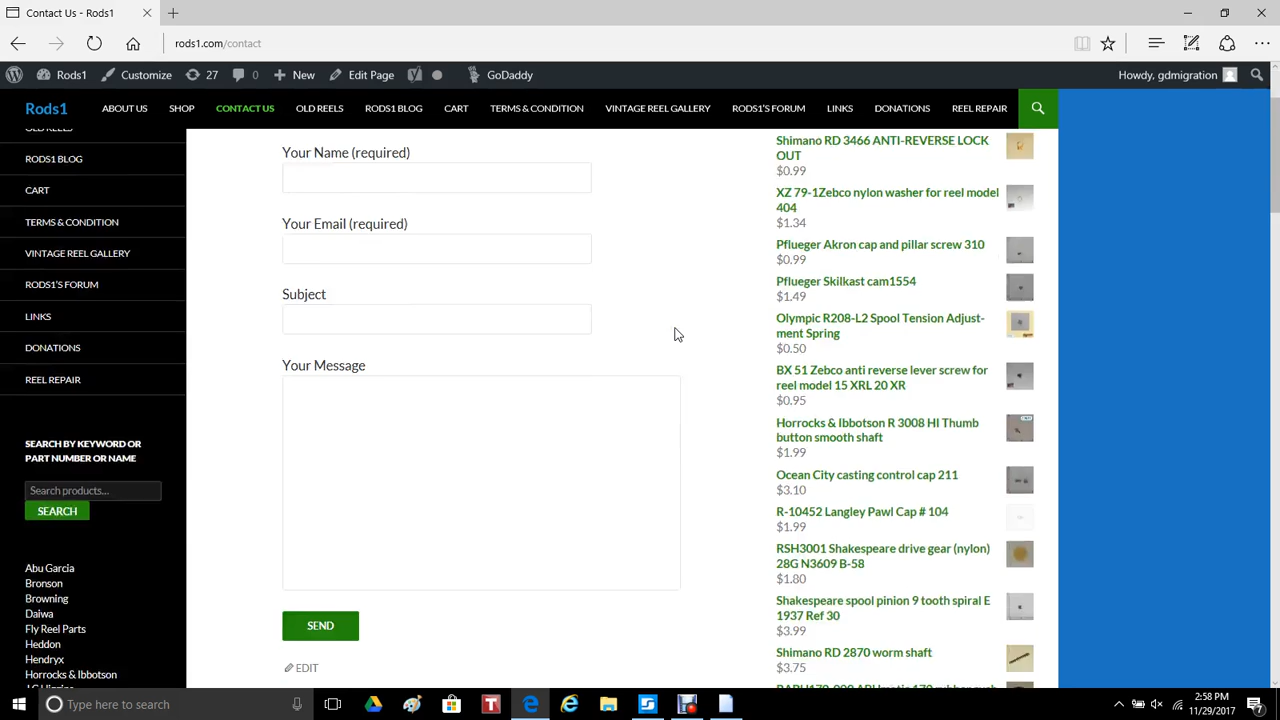 Contact Us - Rods1
rods1.com/contact
Rods1 Customize 27 0 New Edit Page GoDaddy Howdy, gdmigration
Rods1 ABOUT US SHOP CONTACT US OLD REELS RODS1 BLOG CART TERMS & CONDITION VINTAGE REEL GALLERY RODS1'S FORUM LINKS DONATIONS REEL REPAIR
OLD REELS
RODS1 BLOG
CART
TERMS & CONDITION
VINTAGE REEL GALLERY
RODS1'S FORUM
LINKS
DONATIONS
REEL REPAIR
SEARCH BY KEYWORD OR
PART NUMBER OR NAME
Search products...
SEARCH
Abu Garcia
Bronson
Browning
Daiwa
Fly Reel Parts
Heddon
Hendryx
Horrocks & Ibbotson
Your Name (required)
Your Email (required)
Subject
Your Message
SEND
EDIT
Shimano RD 3466 ANTI-REVERSE LOCK
OUT
$0.99
XZ 79-1Zebco nylon washer for reel model
404
$1.34
Pflueger Akron cap and pillar screw 310
$0.99
Pflueger Skilkast cam1554
$1.49
Olympic R208-L2 Spool Tension Adjust-
ment Spring
$0.50
BX 51 Zebco anti reverse lever screw for
reel model 15 XRL 20 XR
$0.95
Horrocks & Ibbotson R 3008 HI Thumb
button smooth shaft
$1.99
Ocean City casting control cap 211
$3.10
R-10452 Langley Pawl Cap # 104
$1.99
RSH3001 Shakespeare drive gear (nylon)
28G N3609 B-58
$1.80
Shakespeare spool pinion 9 tooth spiral E
1937 Ref 30
$3.99
Shimano RD 2870 worm shaft
$3.75
Type here to search
2:58 PM
11/29/2017